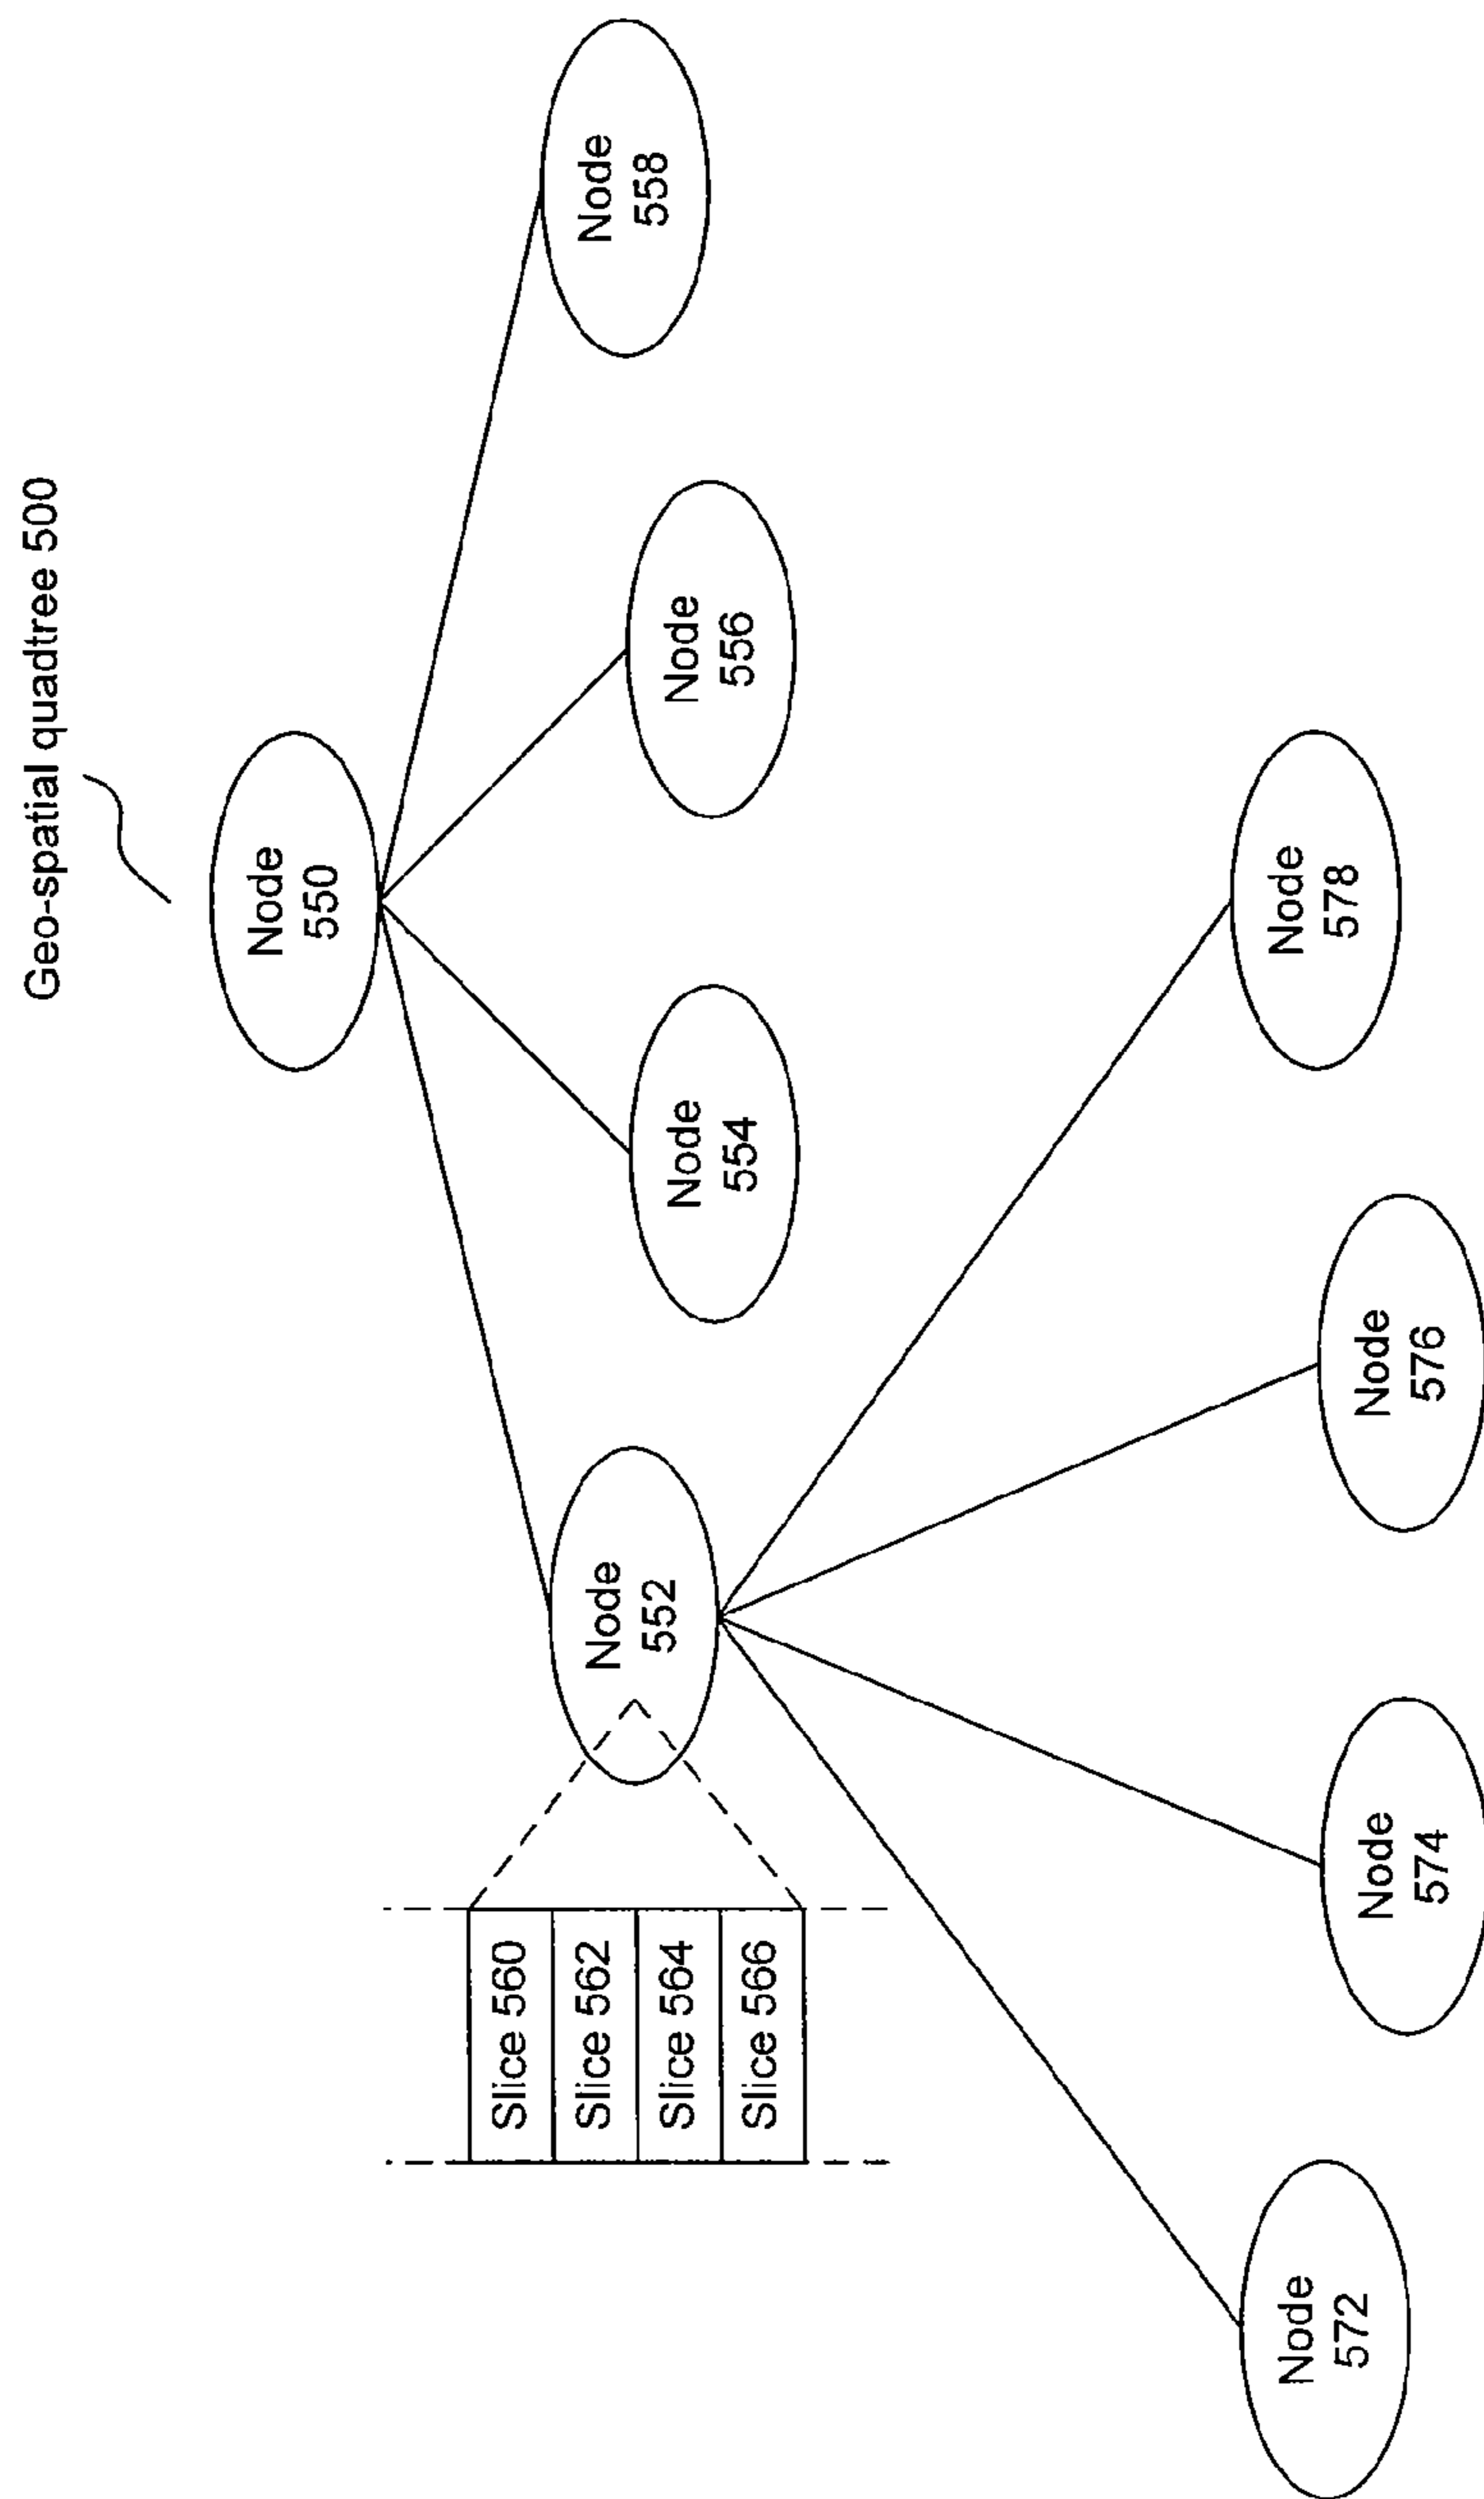 Geo-spatial quadtree 500
Node
550
Node
552
Node
554
Node
556
Node
558
Slice 560
Slice 562
Slice 564
Slice 566
Node
572
Node
574
Node
576
Node
578